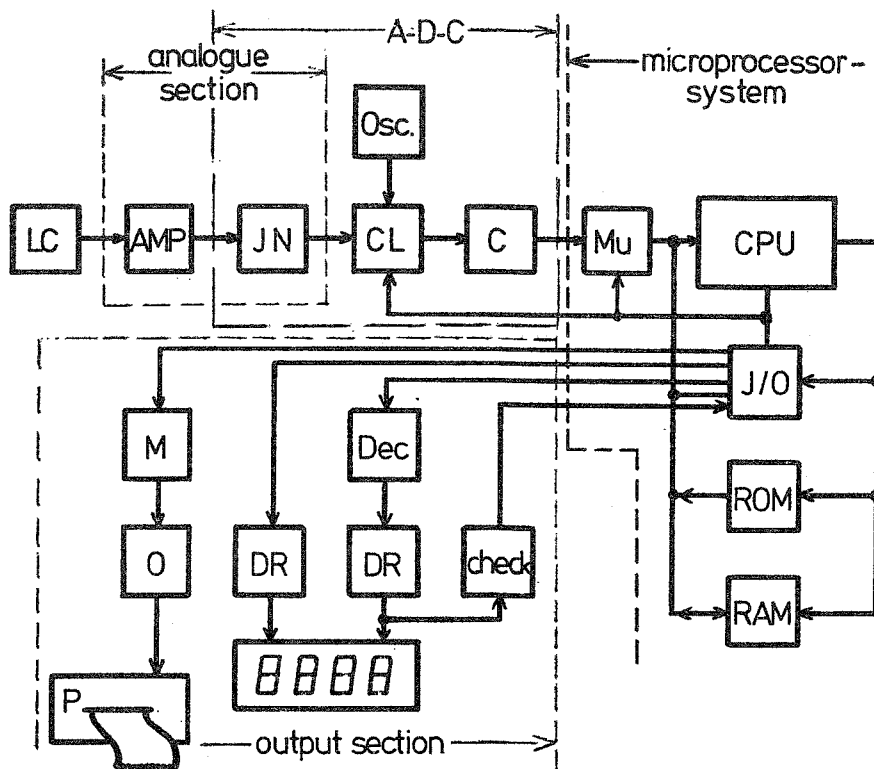 A-D-C
analogue
section
microprocessor-
system
Osc.
LC
AMP
JN
CL
C
Mu
CPU
J/O
M
Dec
ROM
O
DR
DR
check
RAM
8888
P
output section